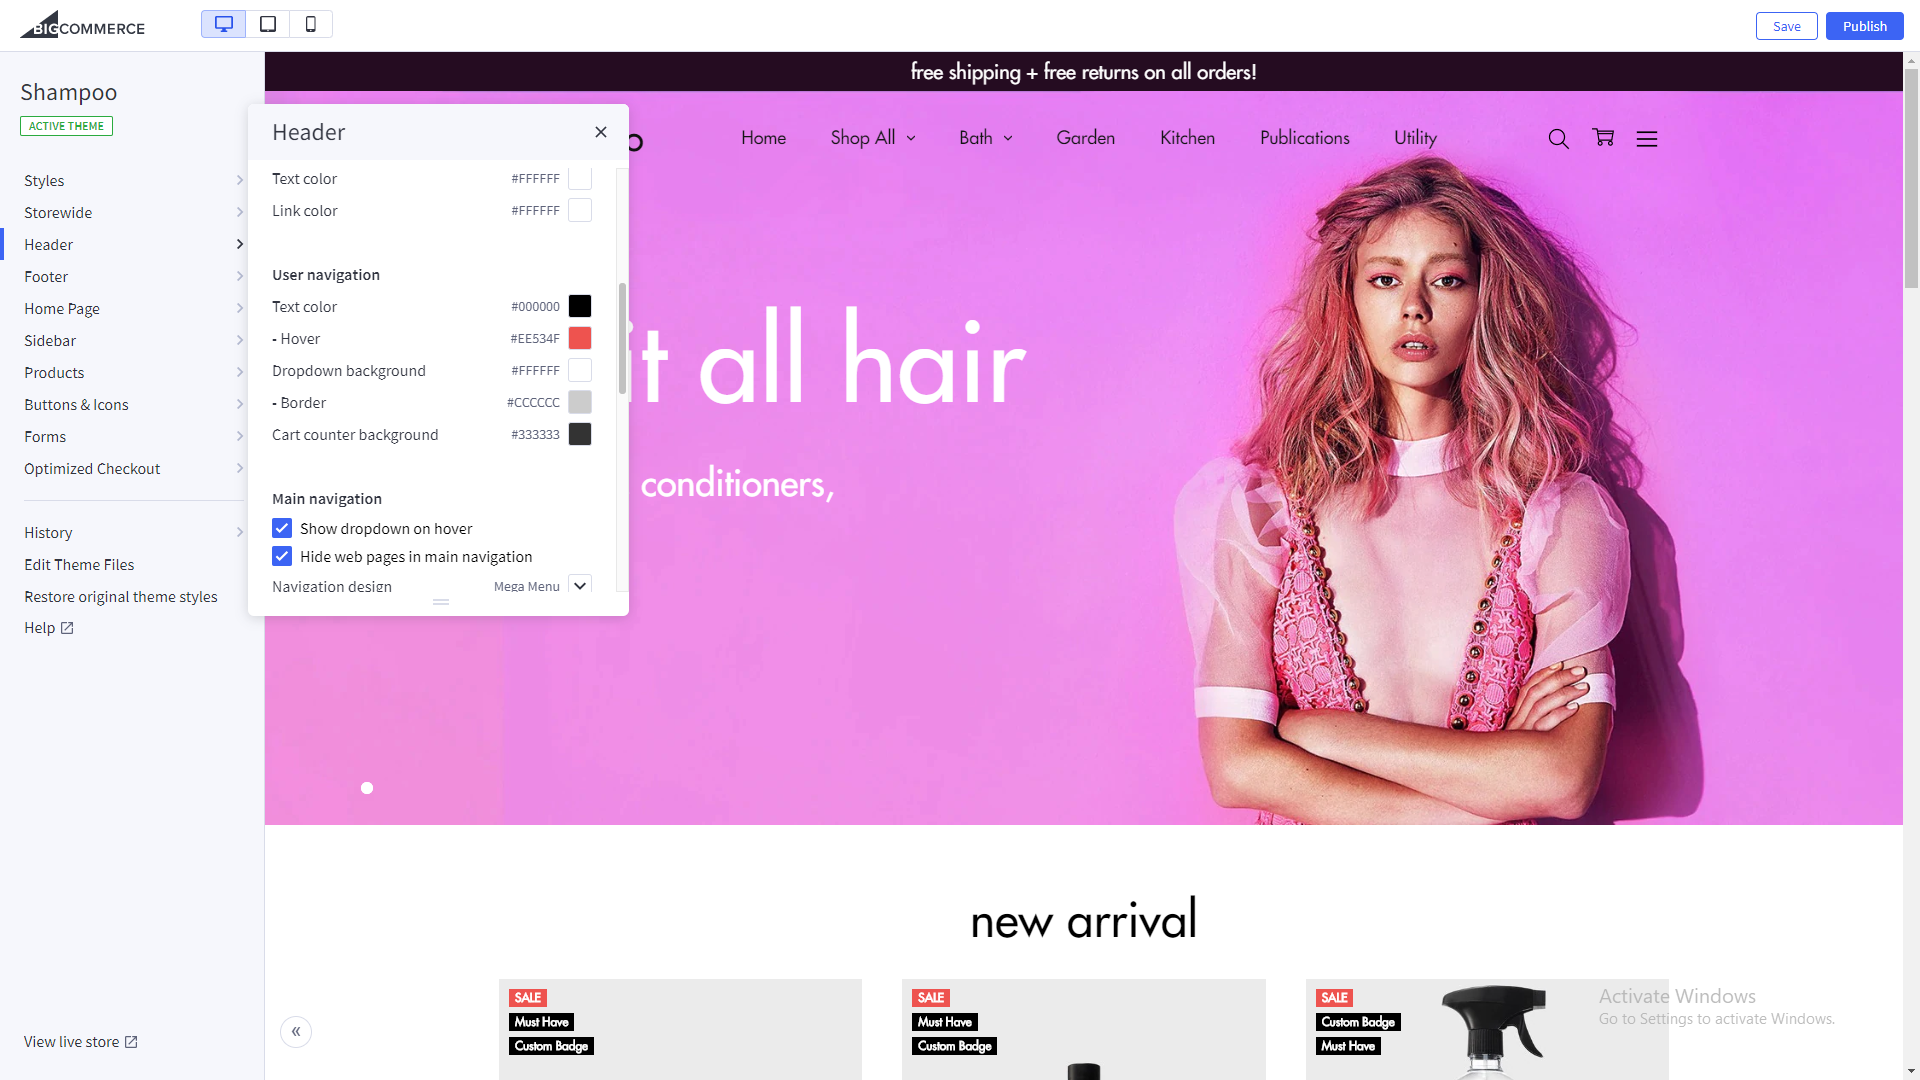 BIGCOMMERCE
Save
Publish
Shampoo
ACTIVE THEME
Styles
Storewide
Header
Footer
Home Page
Sidebar
Products
Buttons & Icons
Forms
Optimized Checkout
History
Edit Theme Files
Restore original theme styles
Help
View live store
Header
Text color #FFFFFF
Link color #FFFFFF
User navigation
Text color #000000
- Hover #EE534F
Dropdown background #FFFFFF
- Border #CCCCCC
Cart counter background #333333
Main navigation
Show dropdown on hover
Hide web pages in main navigation
Navigation design Mega Menu
free shipping + free returns on all orders!
Home Shop All Bath Garden Kitchen Publications Utility
it all hair
conditioners,
new arrival
SALE
Must Have
Custom Badge
SALE
Must Have
Custom Badge
SALE
Custom Badge
Must Have
Activate Windows
Go to Settings to activate Windows.